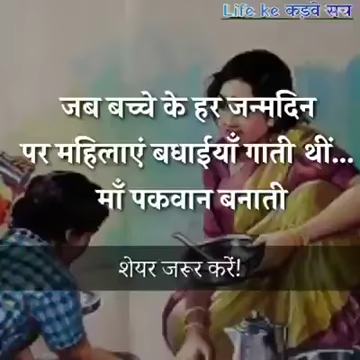 Life ke कड़वे सच
जब बच्चे के हर जन्मदिन
पर महिलाएं बधाईयाँ गाती थीं...
माँ पकवान बनाती
शेयर जरूर करें!